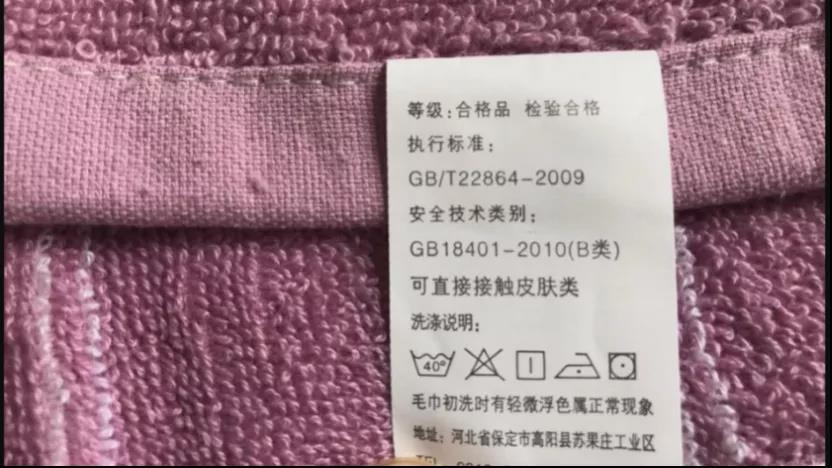 等级:合格品 检验合格
执行标准:
GB/T22864-2009
安全技术类别:
GB18401-2010(B类)
可直接接触皮肤类
洗涤说明:
40°
毛巾初洗时有轻微浮色属正常现象
地址: 河北省保定市高阳县苏果庄工业区